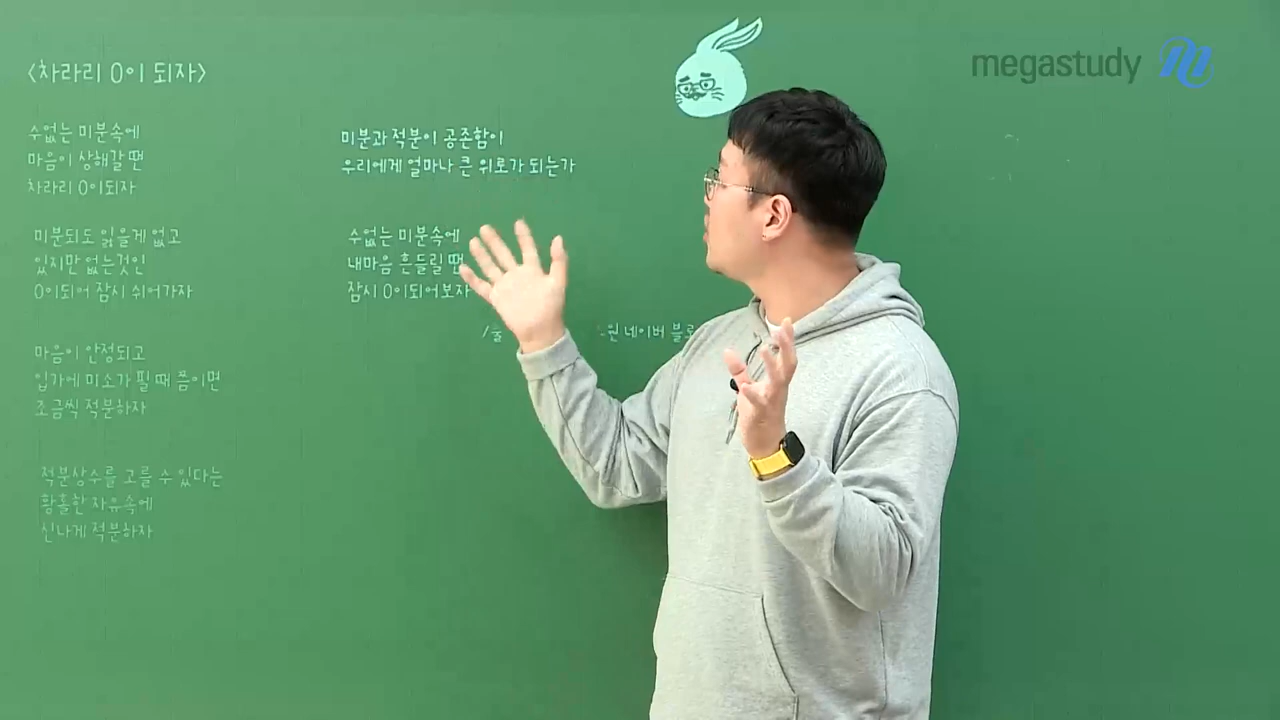 <차라리 0이 되자>
수없는 미분속에
마음이 상해갈 땐
차라리 0이되자
미분되도 잃을게 없고
있지만 없는것인
0이되어 잠시 쉬어가자
마음이 안정되고
입가에 미소가 필 때 쯤이면
조금씩 적분하자
적분상수를 고를 수 있다는
황홀한 자유속에
신나게 적분하자
미분과 적분이 공존함이
우리에게 얼마나 큰 위로가 되는가
수없는 미분속에
내마음 흔들릴 땐
잠시 0이되어보자
네이버
megastudy